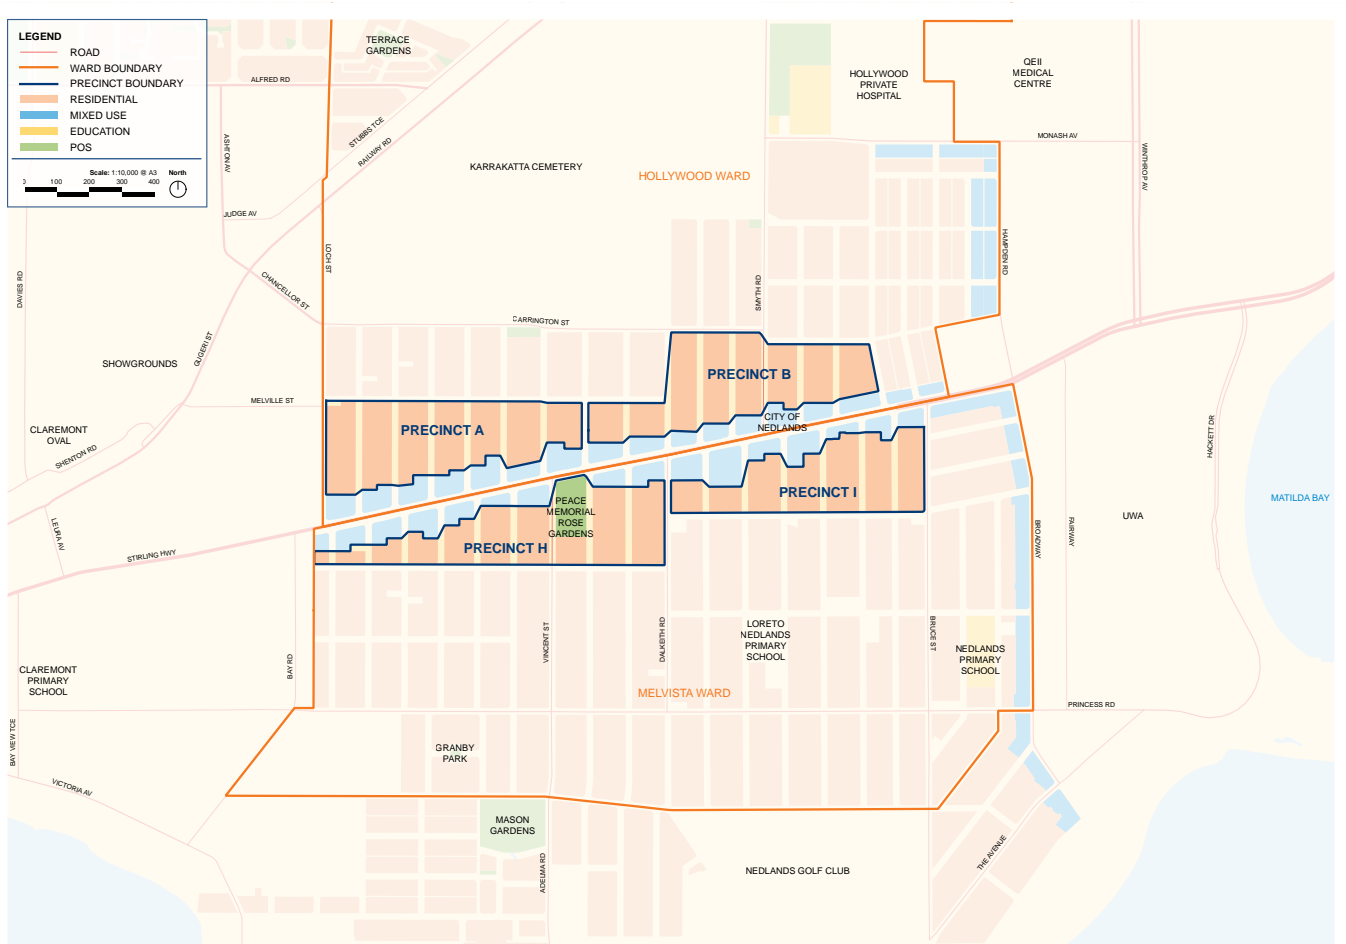 LEGEND
ROAD
WARD BOUNDARY
PRECINCT BOUNDARY
RESIDENTIAL
MIXED USE
EDUCATION
POS
Scale: 1:10,000 @ A3
North
100
200
300
400
TERRACE
GARDENS
ALFRED RD
ASHTON AV
STUBBS TCE
RAILWAY RD
JUDGE AV
LOCH ST
CHANCELLOR ST
DAVIES RD
GUGERI ST
SHOWGROUNDS
MELVILLE ST
CLAREMONT
OVAL
SHENTON RD
LEURA AV
STIRLING HWY
KARRAKATTA CEMETERY
HOLLYWOOD WARD
HOLLYWOOD
PRIVATE
HOSPITAL
QEII
MEDICAL
CENTRE
MONASH AV
WINTHROP AV
HAMPDEN RD
SMYTH RD
CARRINGTON ST
PRECINCT B
PRECINCT A
CITY OF
NEDLANDS
PRECINCT I
PEACE
MEMORIAL
ROSE
GARDENS
PRECINCT H
HACKETT DR
MATILDA BAY
UWA
BROADWAY
FAIRWAY
CLAREMONT
PRIMARY
SCHOOL
BAY RD
VINCENT ST
DALKEITH RD
LORETO
NEDLANDS
PRIMARY
SCHOOL
BRUCE ST
NEDLANDS
PRIMARY
SCHOOL
MELVISTA WARD
PRINCESS RD
BAY VIEW TCE
VICTORIA AV
GRANBY
PARK
MASON
GARDENS
ADELMA RD
NEDLANDS GOLF CLUB
THE AVENUE